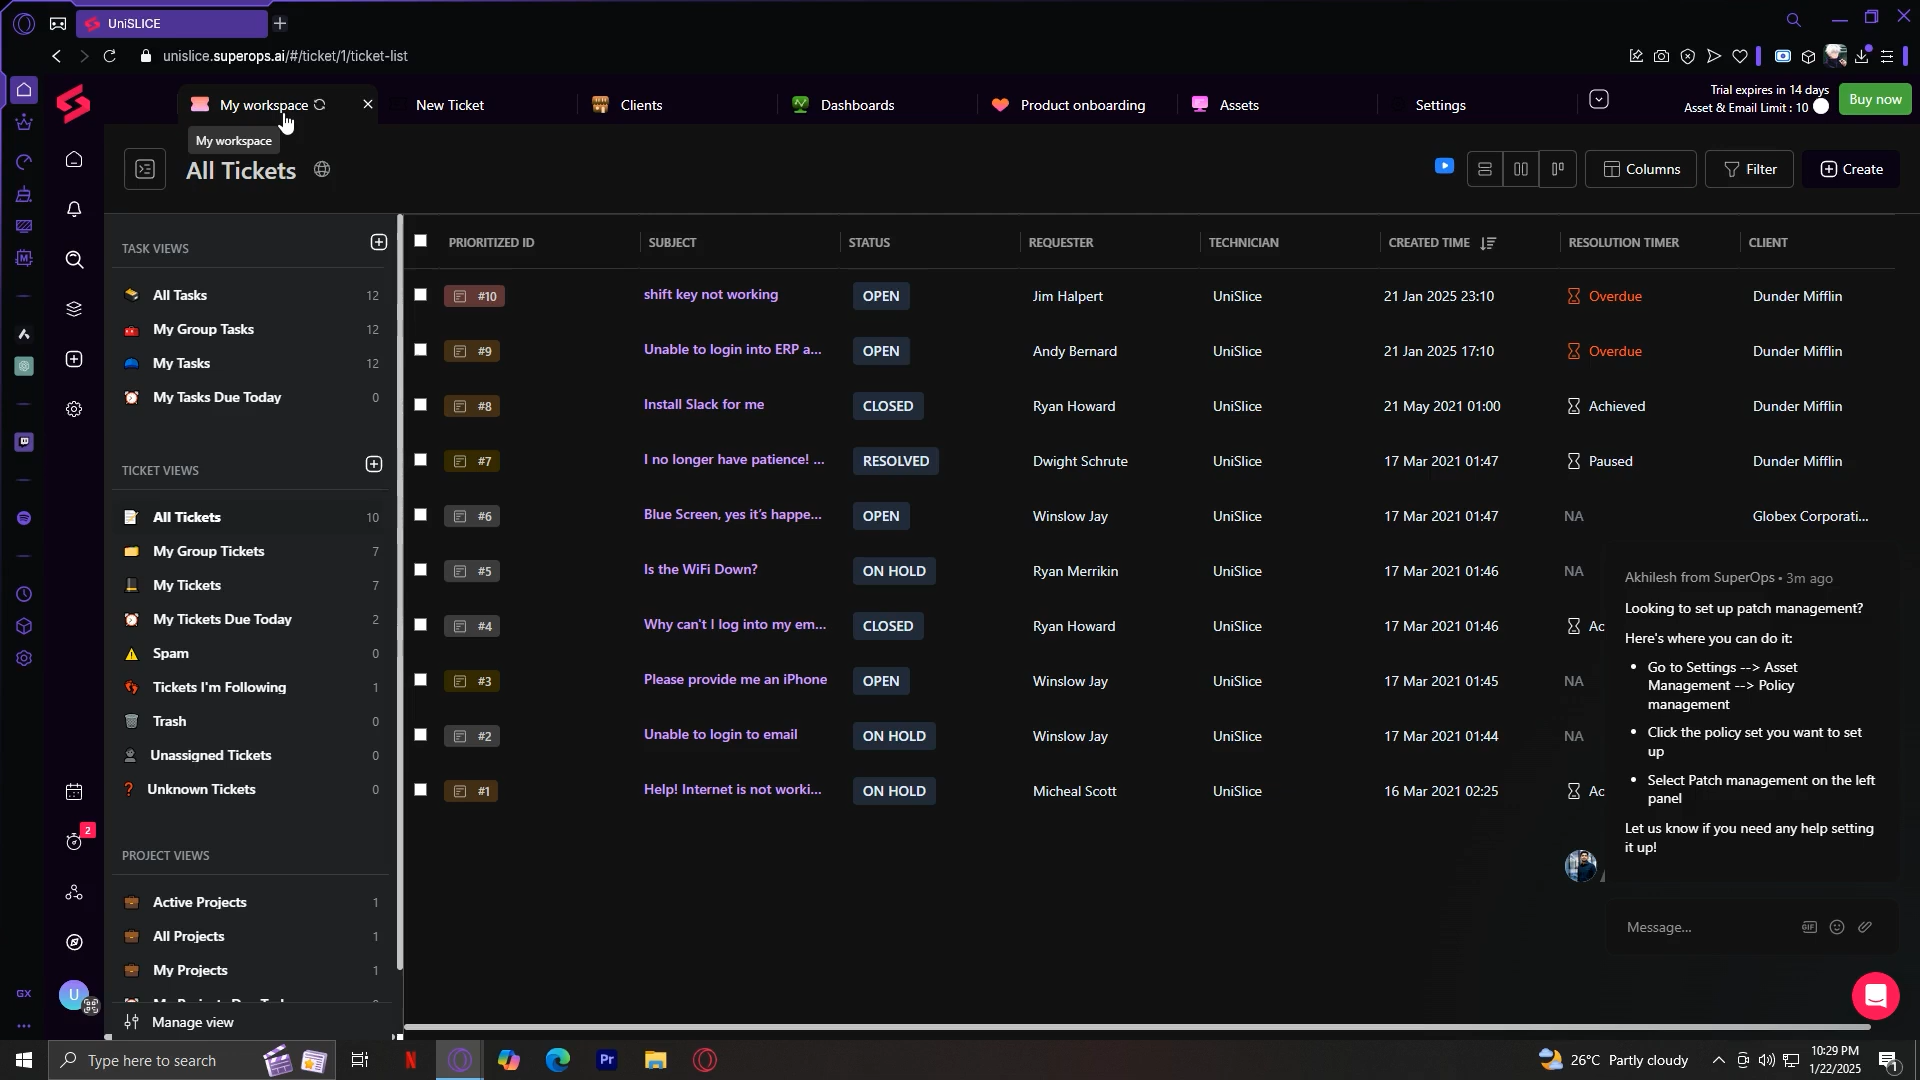 UniSLICE
unislice.superops.ai/#/ticket/1/ticket-list
My workspace
New Ticket
Clients
Dashboards
Product onboarding
Assets
Settings
Trial expires in 14 days
Asset & Email Limit : 10
Buy now
My workspace
All Tickets
Columns
Filter
Create
TASK VIEWS
All Tasks 12
My Group Tasks 12
My Tasks 12
My Tasks Due Today 0
TICKET VIEWS
All Tickets 10
My Group Tickets 7
My Tickets 7
My Tickets Due Today 2
Spam 0
Tickets I'm Following 1
Trash 0
Unassigned Tickets 0
Unknown Tickets 0
PROJECT VIEWS
Active Projects 1
All Projects 1
My Projects 1
Manage view
PRIORITIZED ID SUBJECT STATUS REQUESTER TECHNICIAN CREATED TIME RESOLUTION TIMER CLIENT
#10 shift key not working OPEN Jim Halpert UniSlice 21 Jan 2025 23:10 Overdue Dunder Mifflin
#9 Unable to login into ERP a... OPEN Andy Bernard UniSlice 21 Jan 2025 17:10 Overdue Dunder Mifflin
#8 Install Slack for me CLOSED Ryan Howard UniSlice 21 May 2021 01:00 Achieved Dunder Mifflin
#7 I no longer have patience! ... RESOLVED Dwight Schrute UniSlice 17 Mar 2021 01:47 Paused Dunder Mifflin
#6 Blue Screen, yes it's happe... OPEN Winslow Jay UniSlice 17 Mar 2021 01:47 NA Globex Corporati...
#5 Is the WiFi Down? ON HOLD Ryan Merrikin UniSlice 17 Mar 2021 01:46 NA
#4 Why can't I log into my em... CLOSED Ryan Howard UniSlice 17 Mar 2021 01:46 Ac
#3 Please provide me an iPhone OPEN Winslow Jay UniSlice 17 Mar 2021 01:45 NA
#2 Unable to login to email ON HOLD Winslow Jay UniSlice 17 Mar 2021 01:44 NA
#1 Help! Internet is not worki... ON HOLD Micheal Scott UniSlice 16 Mar 2021 02:25 Ac
Akhilesh from SuperOps • 3m ago
Looking to set up patch management?
Here's where you can do it:
• Go to Settings --> Asset
Management --> Policy
management
• Click the policy set you want to set
up
• Select Patch management on the left
panel
Let us know if you need any help setting
it up!
Message...
GIF
2
U
GX
Type here to search
N
Pr
26°C Partly cloudy
10:29 PM
1/22/2025
1